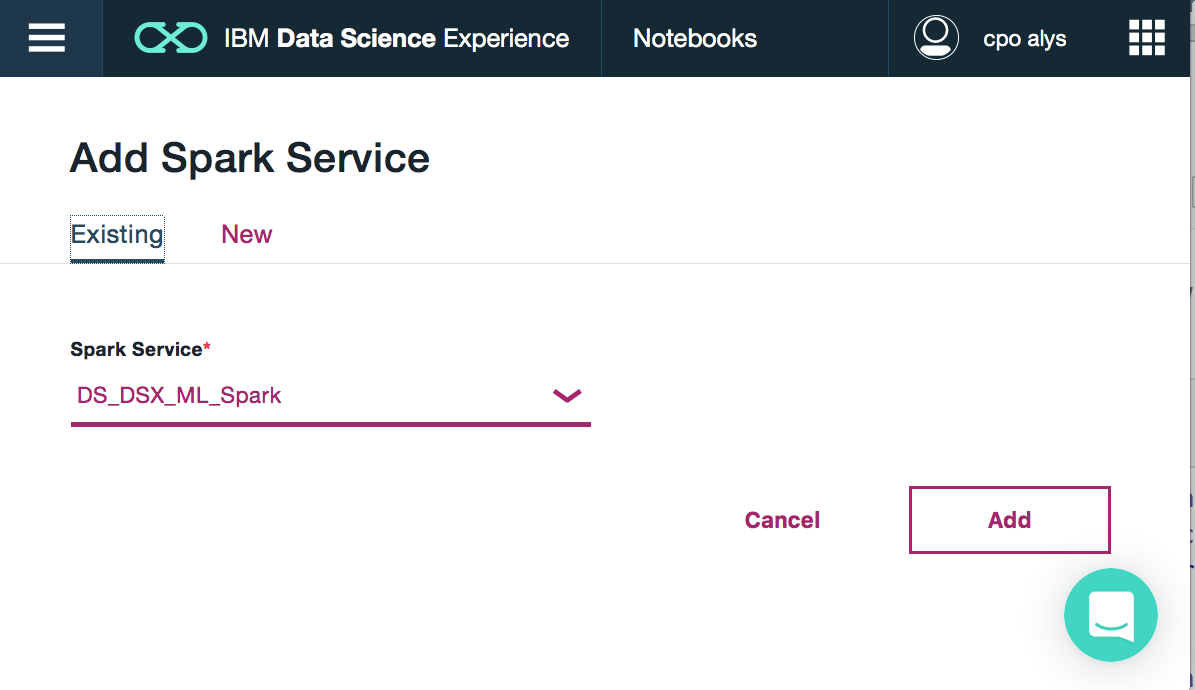 IBM Data Science Experience
Notebooks
cpo alys
Add Spark Service
Existing
New
Spark Service*
DS_DSX_ML_Spark
Cancel
Add